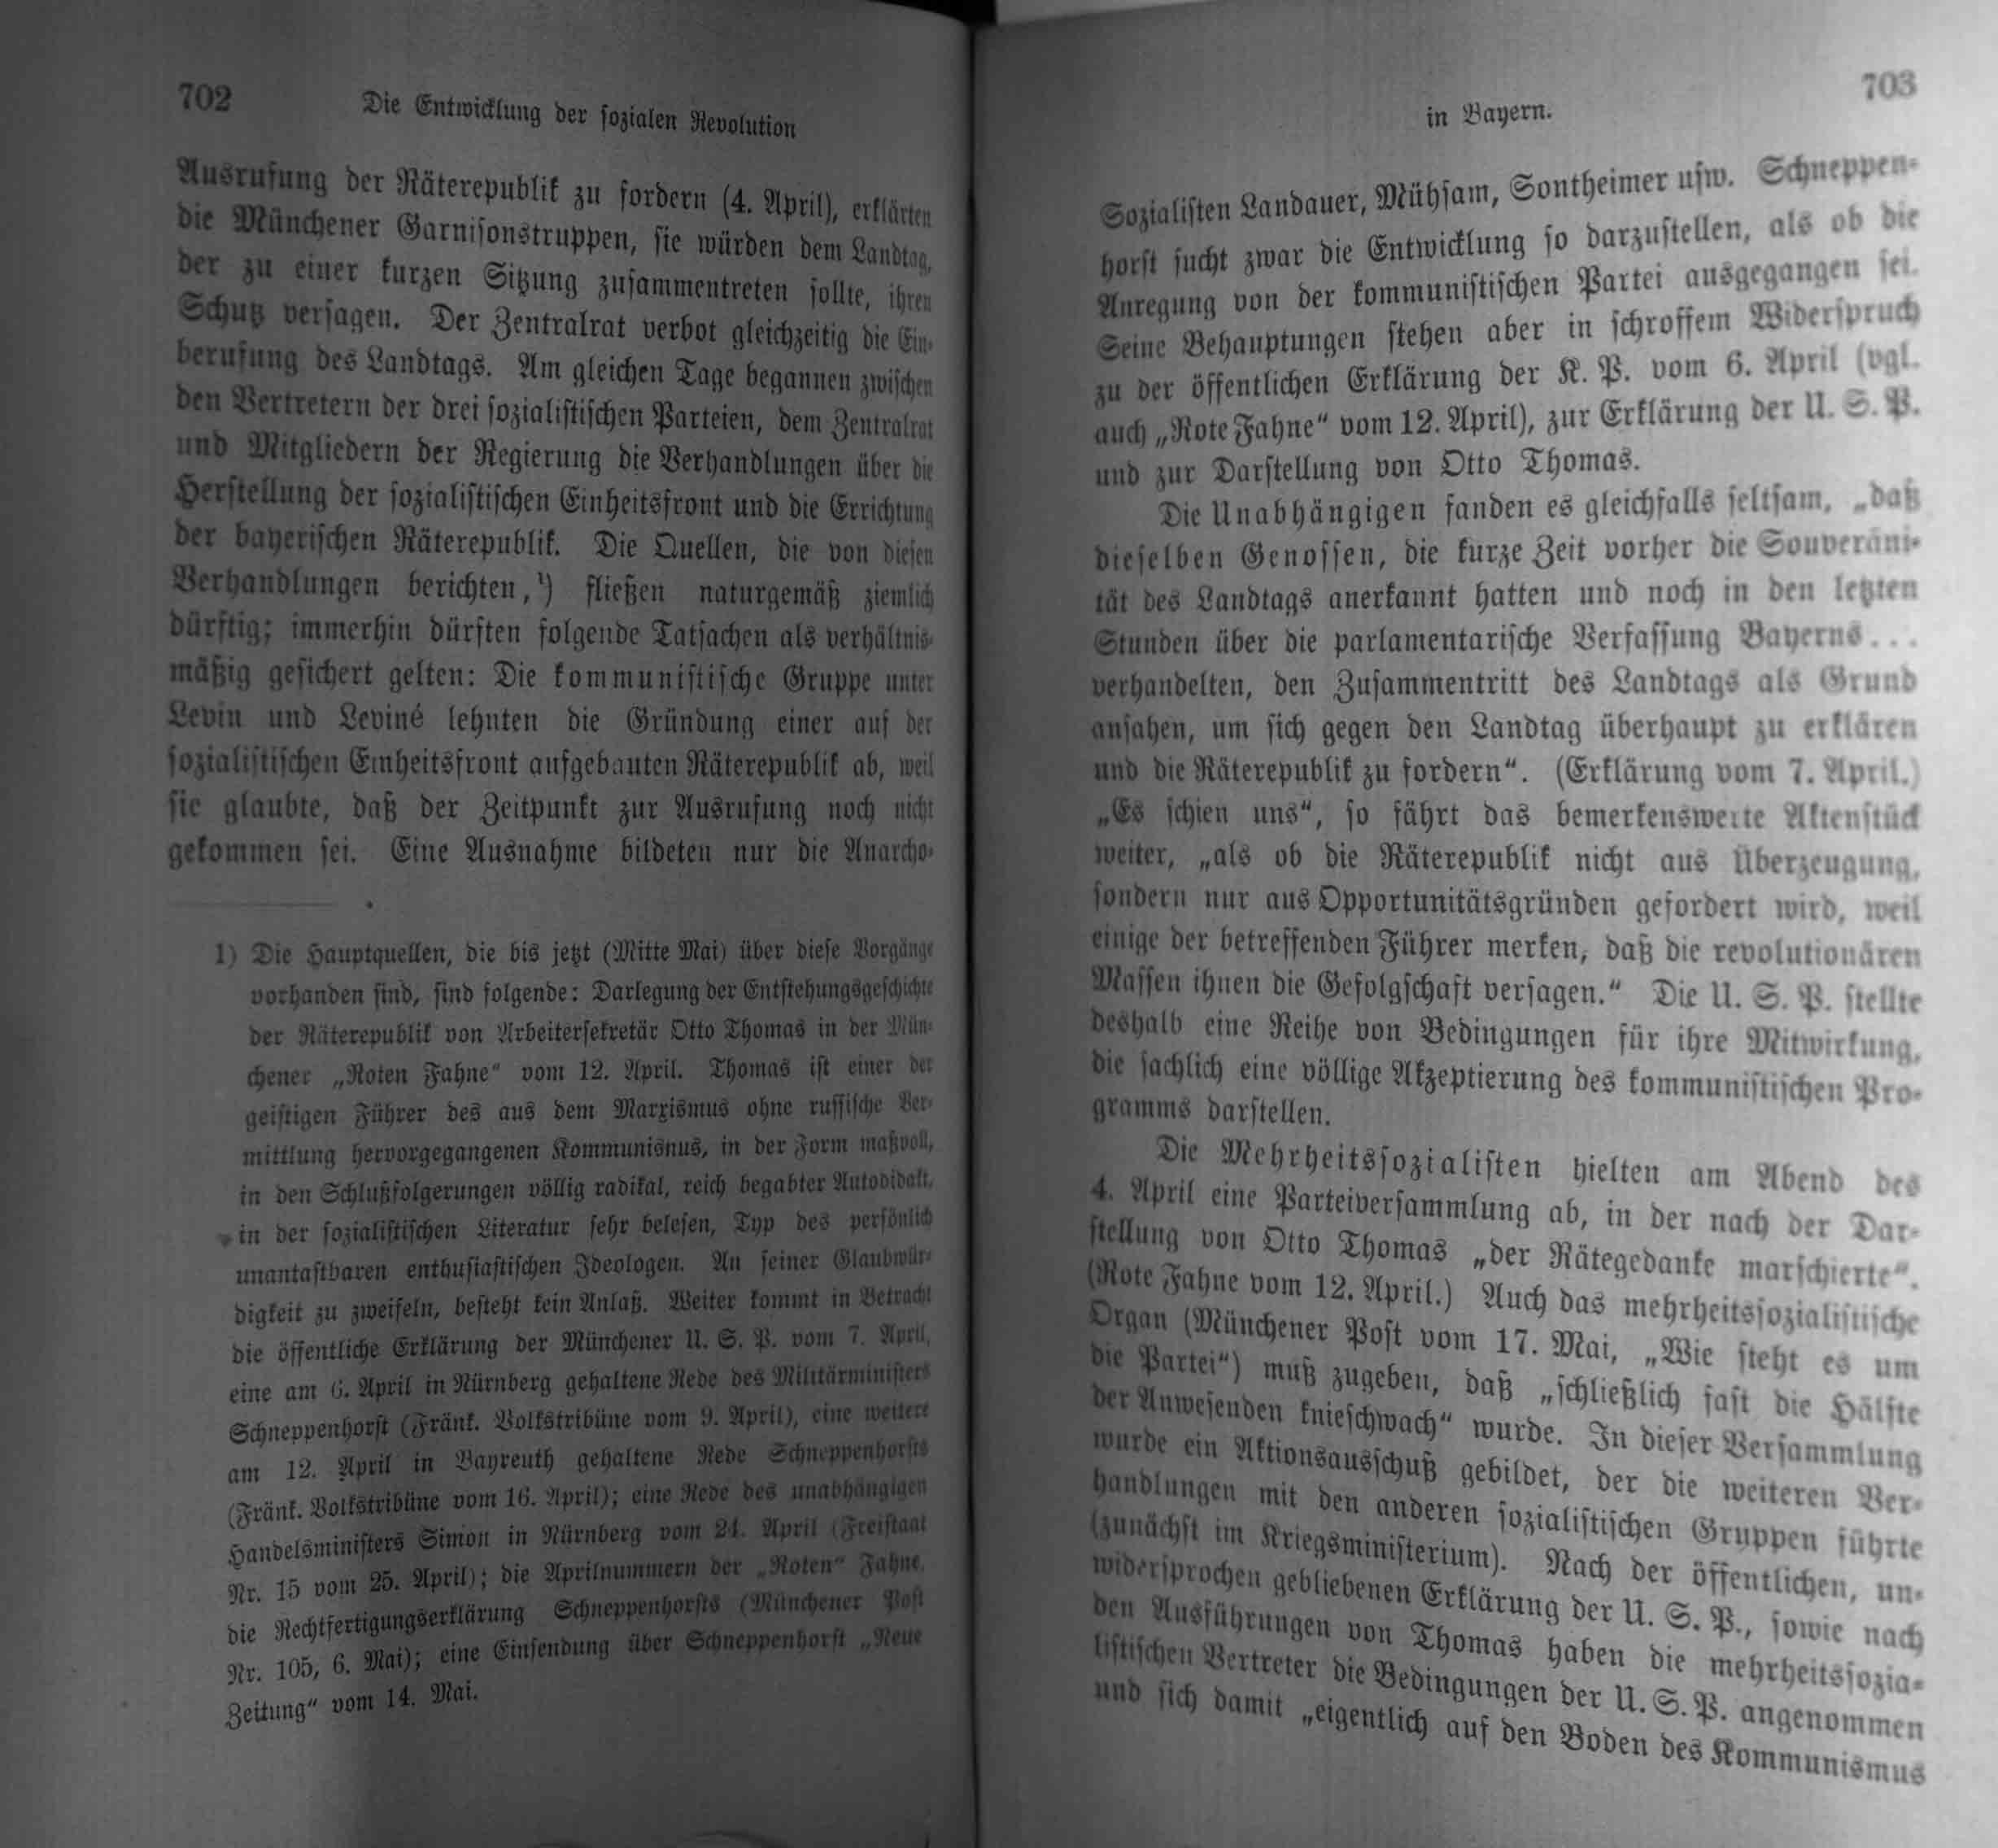 702
Die Entwicklung der sozialen Revolution
Ausrufung der Räterepublik zu fordern (4. April), erklärten
die Münchener Garnisonstruppen, sie würden dem Landtag,
der zu einer kurzen Sitzung zusammentreten sollte, ihren
Schutz versagen. Der Zentralrat verbot gleichzeitig die Ein-
berufung des Landtags. Am gleichen Tage begannen zwischen
den Vertretern der drei sozialistischen Parteien, dem Zentralrat
und Mitgliedern der Regierung die Verhandlungen über die
Herstellung der sozialistischen Einheitsfront und die Errichtung
der bayerischen Räterepublik. Die Quellen, die von diesen
Verhandlungen berichten,¹) fließen naturgemäß ziemlich
dürftig; immerhin dürften folgende Tatsachen als verhältnis-
mäßig gesichert gelten: Die kommunistische Gruppe unter
Levin und Leviné lehnten die Gründung einer auf der
sozialistischen Einheitsfront aufgebauten Räterepublik ab, weil
sie glaubte, daß der Zeitpunkt zur Ausrufung noch nicht
gekommen sei. Eine Ausnahme bildeten nur die Anarcho-
1) Die Hauptquellen, die bis jetzt (Mitte Mai) über diese Vorgänge
vorhanden sind, sind folgende: Darlegung der Entstehungsgeschichte
der Räterepublik von Arbeitersekretär Otto Thomas in der Mün-
chener „Roten Fahne“ vom 12. April. Thomas ist einer der
geistigen Führer des aus dem Marxismus ohne russische Ver-
mittlung hervorgegangenen Kommunisnus, in der Form maßvoll,
in den Schlußfolgerungen völlig radikal, reich begabter Autodidakt,
in der sozialistischen Literatur sehr belesen, Typ des persönlich
unantastbaren enthusiastischen Ideologen. An seiner Glaubwür-
digkeit zu zweifeln, besteht kein Anlaß. Weiter kommt in Betracht
die öffentliche Erklärung der Münchener U. S. P. vom 7. April,
eine am 6. April in Nürnberg gehaltene Rede des Militärministers
Schneppenhorst (Fränk. Volkstribüne vom 9. April), eine weitere
am 12. April in Bayreuth gehaltene Rede Schneppenhorsts
(Fränk. Volkstribüne vom 16. April); eine Rede des unabhängigen
Handelsministers Simon in Nürnberg vom 24. April (Freistaat
Nr. 15 vom 25. April); die Aprilnummern der „Roten“ Fahne,
die Rechtfertigungserklärung Schneppenhorsts (Münchener Post
Nr. 105, 6. Mai); eine Einsendung über Schneppenhorst „Neue
Zeitung“ vom 14. Mai.
in Bayern.
703
Sozialisten Landauer, Mühsam, Sontheimer usw. Schneppen-
horst sucht zwar die Entwicklung so darzustellen, als ob die
Anregung von der kommunistischen Partei ausgegangen sei.
Seine Behauptungen stehen aber in schroffem Widerspruch
zu der öffentlichen Erklärung der K. P. vom 6. April (vgl.
auch „Rote Fahne“ vom 12. April), zur Erklärung der U. S. P.
und zur Darstellung von Otto Thomas.
Die Unabhängigen fanden es gleichfalls seltsam, „daß
dieselben Genossen, die kurze Zeit vorher die Souveräni-
tät des Landtags anerkannt hatten und noch in den letzten
Stunden über die parlamentarische Verfassung Bayerns . . .
verhandelten, den Zusammentritt des Landtags als Grund
ansahen, um sich gegen den Landtag überhaupt zu erklären
und die Räterepublik zu fordern“. (Erklärung vom 7. April.)
„Es schien uns“, so fährt das bemerkenswerte Aktenstück
weiter, „als ob die Räterepublik nicht aus Überzeugung,
sondern nur aus Opportunitätsgründen gefordert wird, weil
einige der betreffenden Führer merken, daß die revolutionären
Massen ihnen die Gefolgschaft versagen.“ Die U. S. P. stellte
deshalb eine Reihe von Bedingungen für ihre Mitwirkung,
die sachlich eine völlige Akzeptierung des kommunistischen Pro-
gramms darstellen.
Die Mehrheitssozialisten hielten am Abend des
4. April eine Parteiversammlung ab, in der nach der Dar-
stellung von Otto Thomas „der Rätegedanke marschierte“.
(Rote Fahne vom 12. April.) Auch das mehrheitssozialistische
Organ (Münchener Post vom 17. Mai, „Wie steht es um
die Partei“) muß zugeben, daß „schließlich fast die Hälfte
der Anwesenden knieschwach“ wurde. In dieser Versammlung
wurde ein Aktionsausschuß gebildet, der die weiteren Ver-
handlungen mit den anderen sozialistischen Gruppen führte
(zunächst im Kriegsministerium). Nach der öffentlichen, un-
widersprochen gebliebenen Erklärung der U. S. P., sowie nach
den Ausführungen von Thomas haben die mehrheitssozia-
listischen Vertreter die Bedingungen der U. S. P. angenommen
und sich damit „eigentlich auf den Boden des Kommunismus